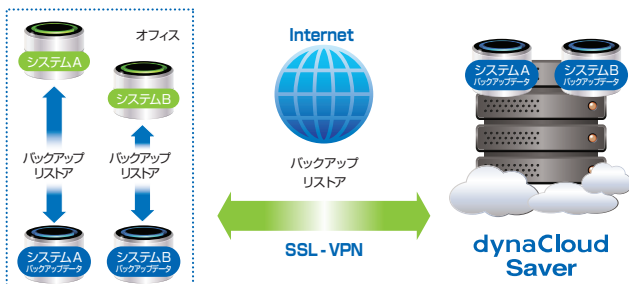 オフィス
システムA
システムB
バックアップ
リストア
バックアップ
リストア
システムA
バックアップデータ
システムB
バックアップデータ
Internet
バックアップ
リストア
SSL-VPN
システムA
バックアップデータ
システムB
バックアップデータ
dynaCloud
Saver